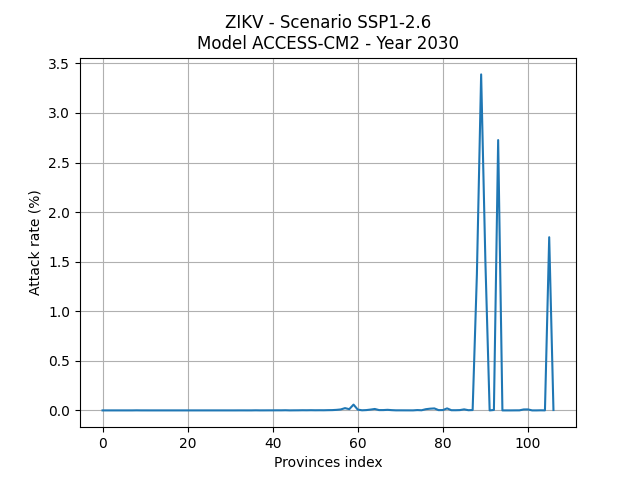 ZIKV - Scenario SSP1-2.6
Model ACCESS-CM2 - Year 2030
3.5
3.0
2.5
2.0
1.5
1.0
0.5
0.0
Attack rate (%)
0 20 40 60 80 100
Provinces index